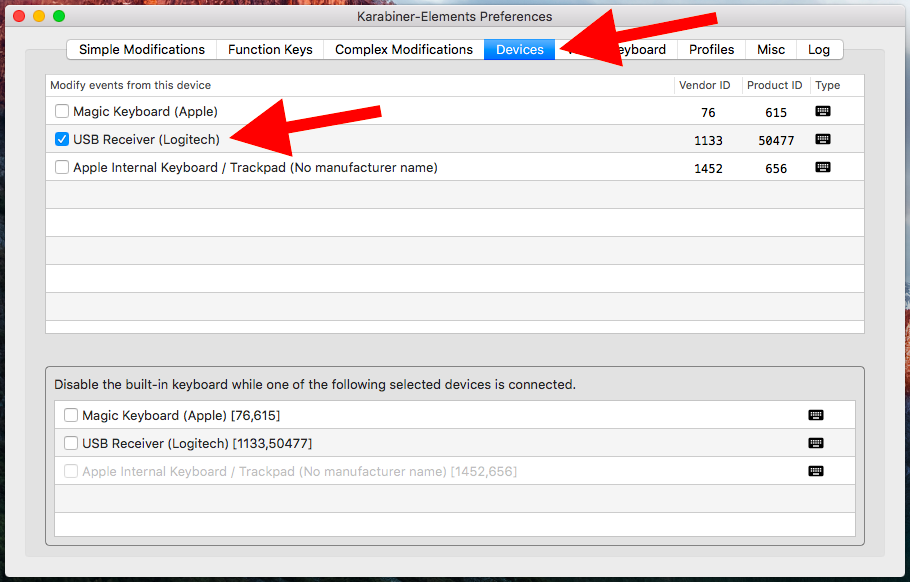 Karabiner-Elements Preferences
Simple Modifications Function Keys Complex Modifications Devices Profiles Misc Log
Modify events from this device Vendor ID Product ID Type
Magic Keyboard (Apple) 76 615
USB Receiver (Logitech) 1133 50477
Apple Internal Keyboard / Trackpad (No manufacturer name) 1452 656
Disable the built-in keyboard while one of the following selected devices is connected.
Magic Keyboard (Apple) [76,615]
USB Receiver (Logitech) [1133,50477]
Apple Internal Keyboard / Trackpad (No manufacturer name) [1452,656]